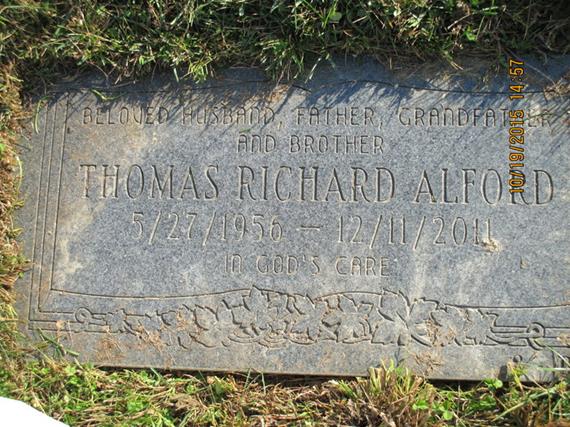 BELOVED HUSBAND, FATHER, GRANDFATHER
AND BROTHER
THOMAS RICHARD ALFORD
5/27/1956 — 12/11/2011
IN GOD'S CARE
10/19/2015 14:57